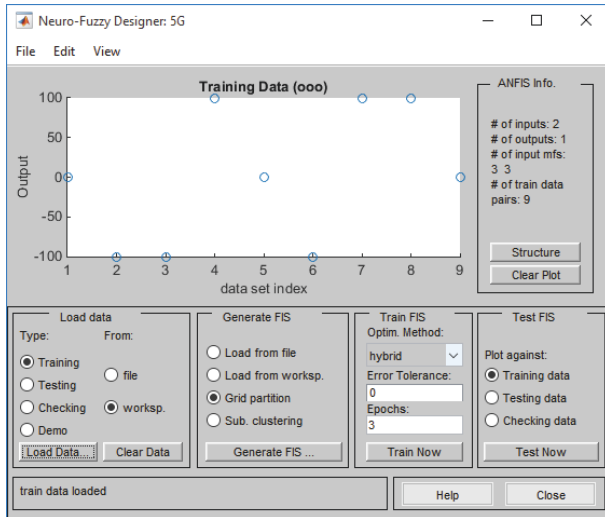 Neuro-Fuzzy Designer: 5G
File Edit View
Training Data (ooo)
Output
100
50
0
-50
-100
1 2 3 4 5 6 7 8 9
data set index
ANFIS Info.
# of inputs: 2
# of outputs: 1
# of input mfs:
3 3
# of train data
pairs: 9
Structure
Clear Plot
Load data
Type: From:
Training
Testing
Checking
Demo
file
worksp.
Load Data... Clear Data
Generate FIS
Load from file
Load from worksp.
Grid partition
Sub. clustering
Generate FIS ...
Train FIS
Optim. Method:
hybrid
Error Tolerance:
0
Epochs:
3
Train Now
Test FIS
Plot against:
Training data
Testing data
Checking data
Test Now
train data loaded
Help Close